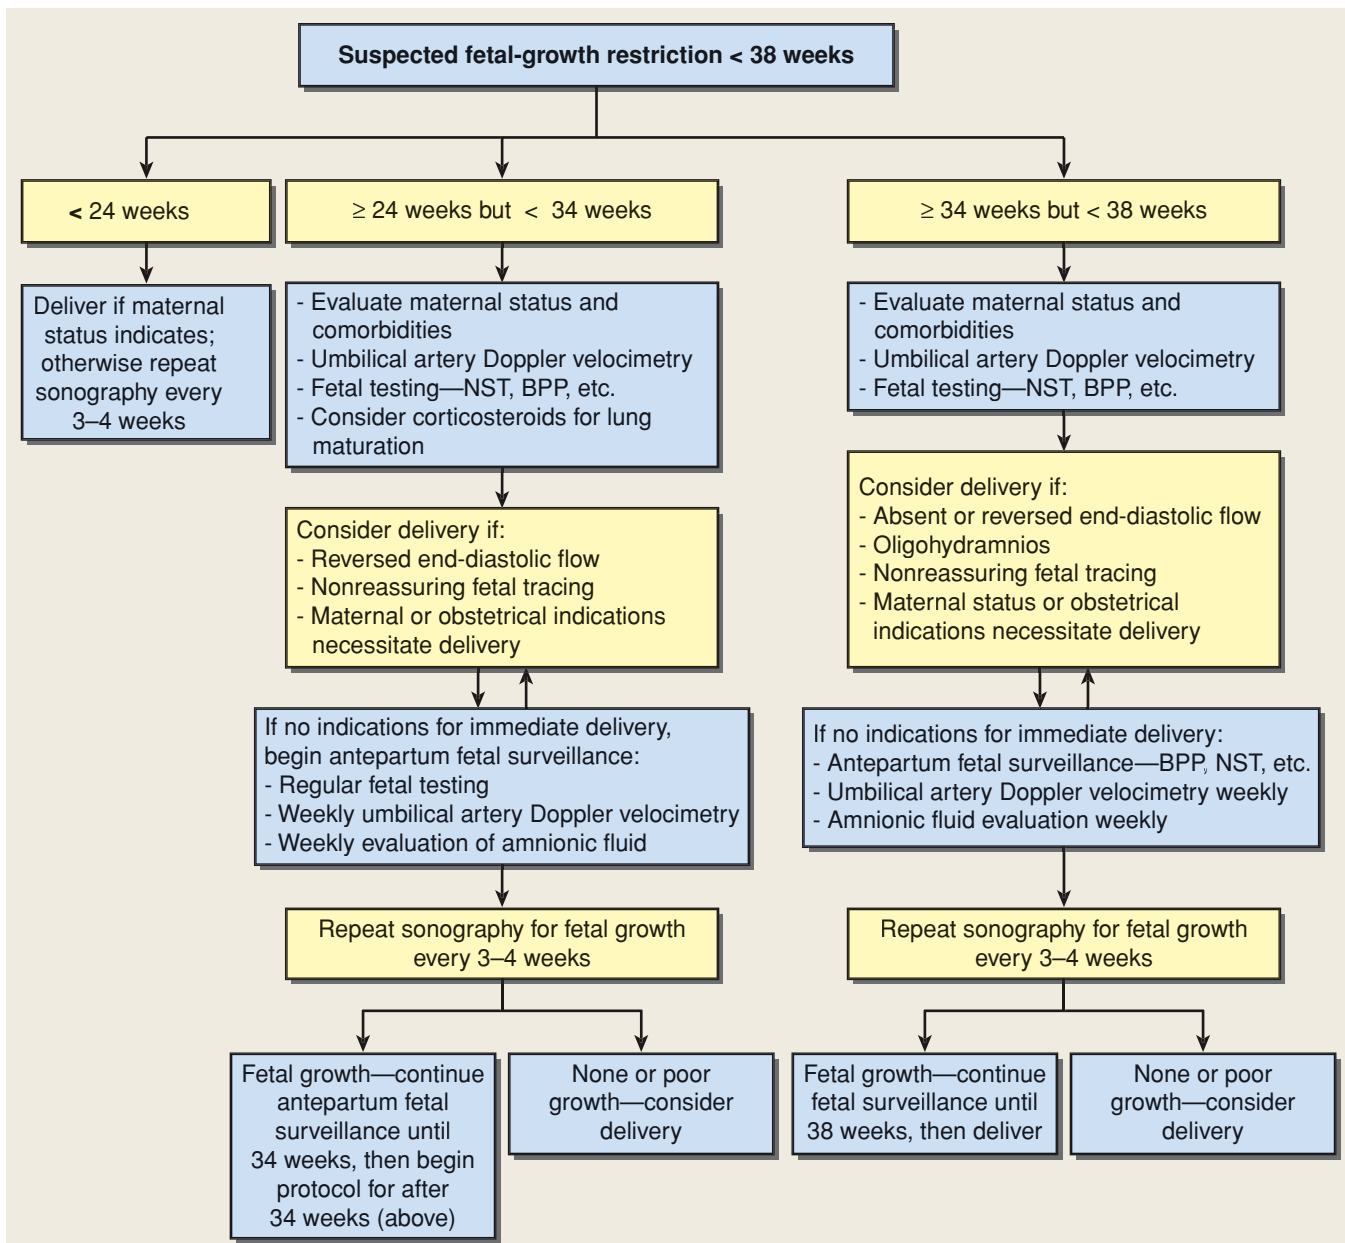 Suspected fetal-growth restriction < 38 weeks
< 24 weeks
Deliver if maternal
status indicates;
otherwise repeat
sonography every
3–4 weeks
≥ 24 weeks but < 34 weeks
- Evaluate maternal status and
comorbidities
- Umbilical artery Doppler velocimetry
- Fetal testing—NST, BPP, etc.
- Consider corticosteroids for lung
maturation
Consider delivery if:
- Reversed end-diastolic flow
- Nonreassuring fetal tracing
- Maternal or obstetrical indications
necessitate delivery
If no indications for immediate delivery,
begin antepartum fetal surveillance:
- Regular fetal testing
- Weekly umbilical artery Doppler velocimetry
- Weekly evaluation of amnionic fluid
Repeat sonography for fetal growth
every 3–4 weeks
Fetal growth—continue
antepartum fetal
surveillance until
34 weeks, then begin
protocol for after
34 weeks (above)
None or poor
growth—consider
delivery
≥ 34 weeks but < 38 weeks
- Evaluate maternal status and
comorbidities
- Umbilical artery Doppler velocimetry
- Fetal testing—NST, BPP, etc.
Consider delivery if:
- Absent or reversed end-diastolic flow
- Oligohydramnios
- Nonreassuring fetal tracing
- Maternal status or obstetrical
indications necessitate delivery
If no indications for immediate delivery:
- Antepartum fetal surveillance—BPP, NST, etc.
- Umbilical artery Doppler velocimetry weekly
- Amnionic fluid evaluation weekly
Repeat sonography for fetal growth
every 3–4 weeks
Fetal growth—continue
fetal surveillance until
38 weeks, then deliver
None or poor
growth—consider
delivery